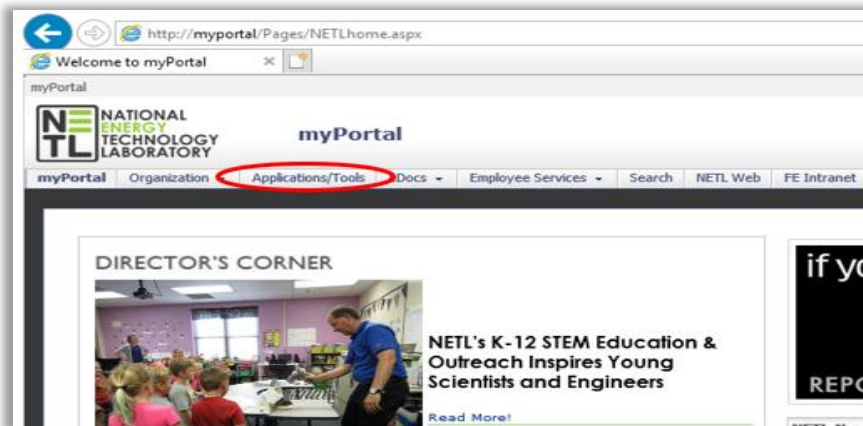 http://myportal/Pages/NETLhome.aspx
Welcome to myPortal
myPortal
NETL NATIONAL ENERGY TECHNOLOGY LABORATORY
myPortal
myPortal Organization Applications/Tools Docs Employee Services Search NETL Web FE Intranet
DIRECTOR'S CORNER
if yo
NETL's K-12 STEM Education &
Outreach Inspires Young
Scientists and Engineers
REPO
Read More!